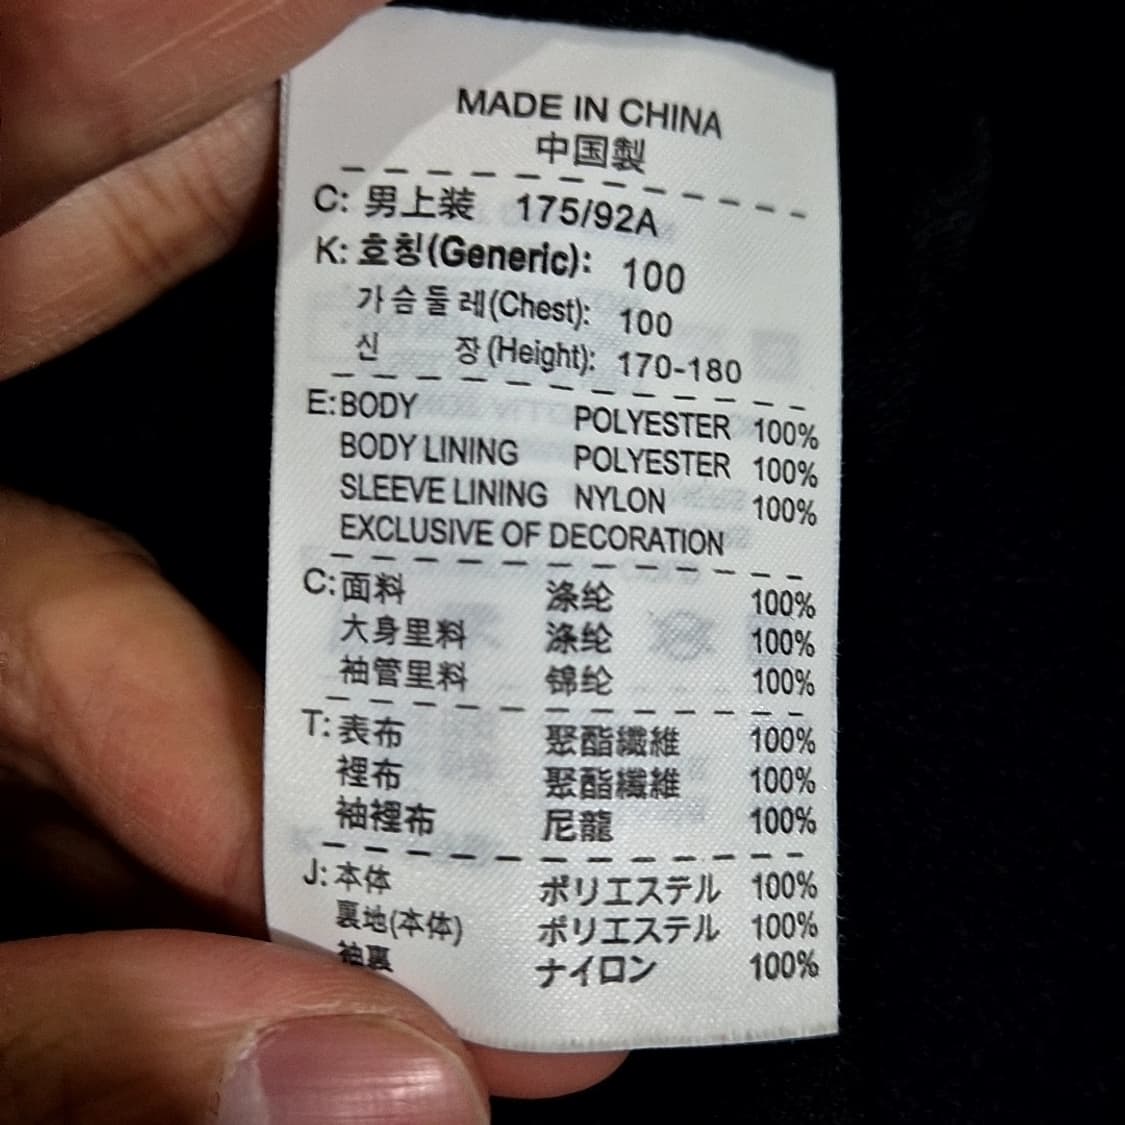 MADE IN CHINA
中国製
C: 男上装 175/92A
K: 호칭(Generic): 100
가슴둘레(Chest): 100
신 장(Height): 170-180
E:BODY POLYESTER 100%
BODY LINING POLYESTER 100%
SLEEVE LINING NYLON 100%
EXCLUSIVE OF DECORATION
C:面料 涤纶 100%
大身里料 涤纶 100%
袖管里料 锦纶 100%
T:表布 聚酯纖維 100%
裡布 聚酯纖維 100%
袖裡布 尼龍 100%
J:本体 ポリエステル 100%
裏地(本体) ポリエステル 100%
袖裏 ナイロン 100%